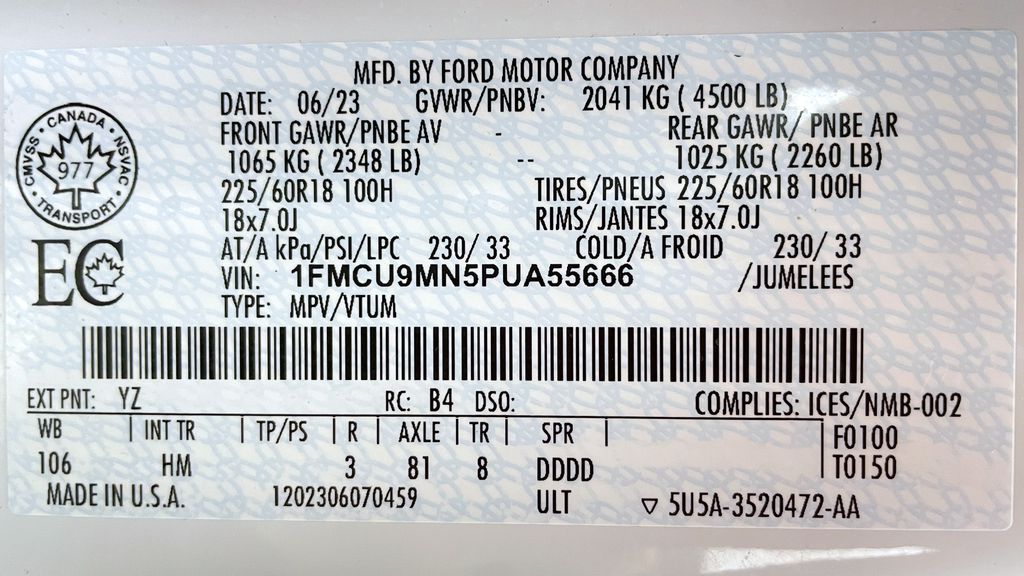 MFD. BY FORD MOTOR COMPANY
DATE: 06/23 GVWR/PNBV: 2041 KG ( 4500 LB)
FRONT GAWR/PNBE AV - REAR GAWR/ PNBE AR
1065 KG ( 2348 LB) -- 1025 KG ( 2260 LB)
225/60R18 100H TIRES/PNEUS 225/60R18 100H
18x7.0J RIMS/JANTES 18x7.0J
AT/A kPa/PSI/LPC 230/ 33 COLD/A FROID 230/ 33
VIN: 1FMCU9MN5PUA55666 /JUMELEES
TYPE: MPV/VTUM
CANADA
CMVSS 977 NSVAC
TRANSPORT
EC
EXT PNT: YZ RC: B4 DSO: COMPLIES: ICES/NMB-002
WB | INT TR | TP/PS | R | AXLE | TR | SPR | F0100
106 HM 3 81 8 DDDD T0150
MADE IN U.S.A. 1202306070459 ULT ▽ 5U5A-3520472-AA